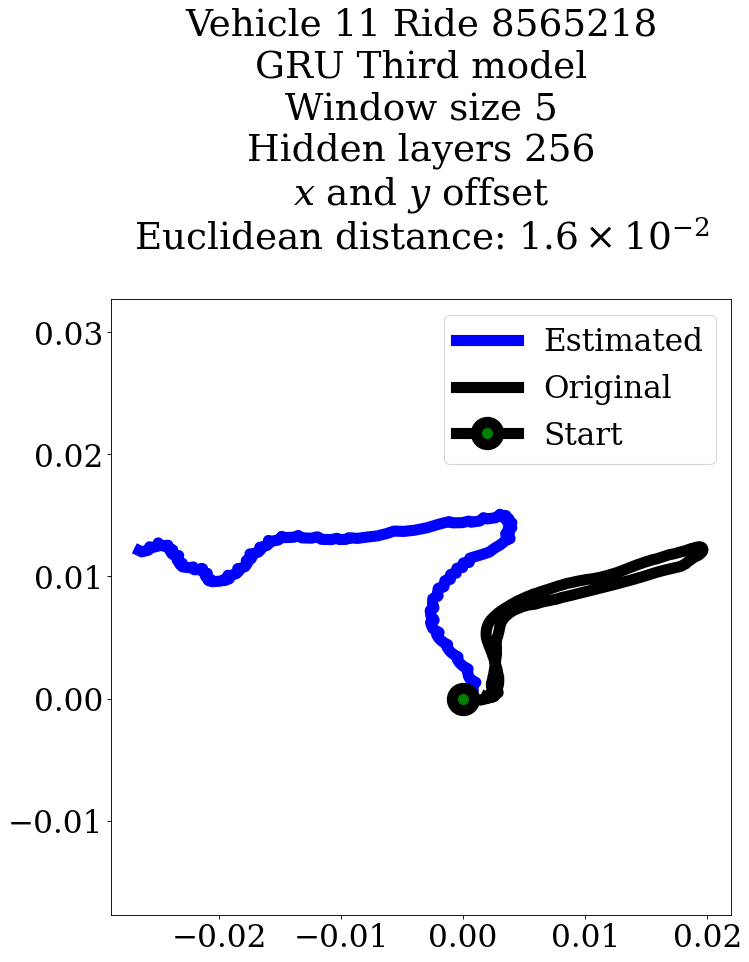 Vehicle 11 Ride 8565218
GRU Third model
Window size 5
Hidden layers 256
x and y offset
Euclidean distance: 1.6 × 10⁻²
Estimated
Original
Start
0.03
0.02
0.01
0.00
−0.01
−0.02
−0.01
0.00
0.01
0.02